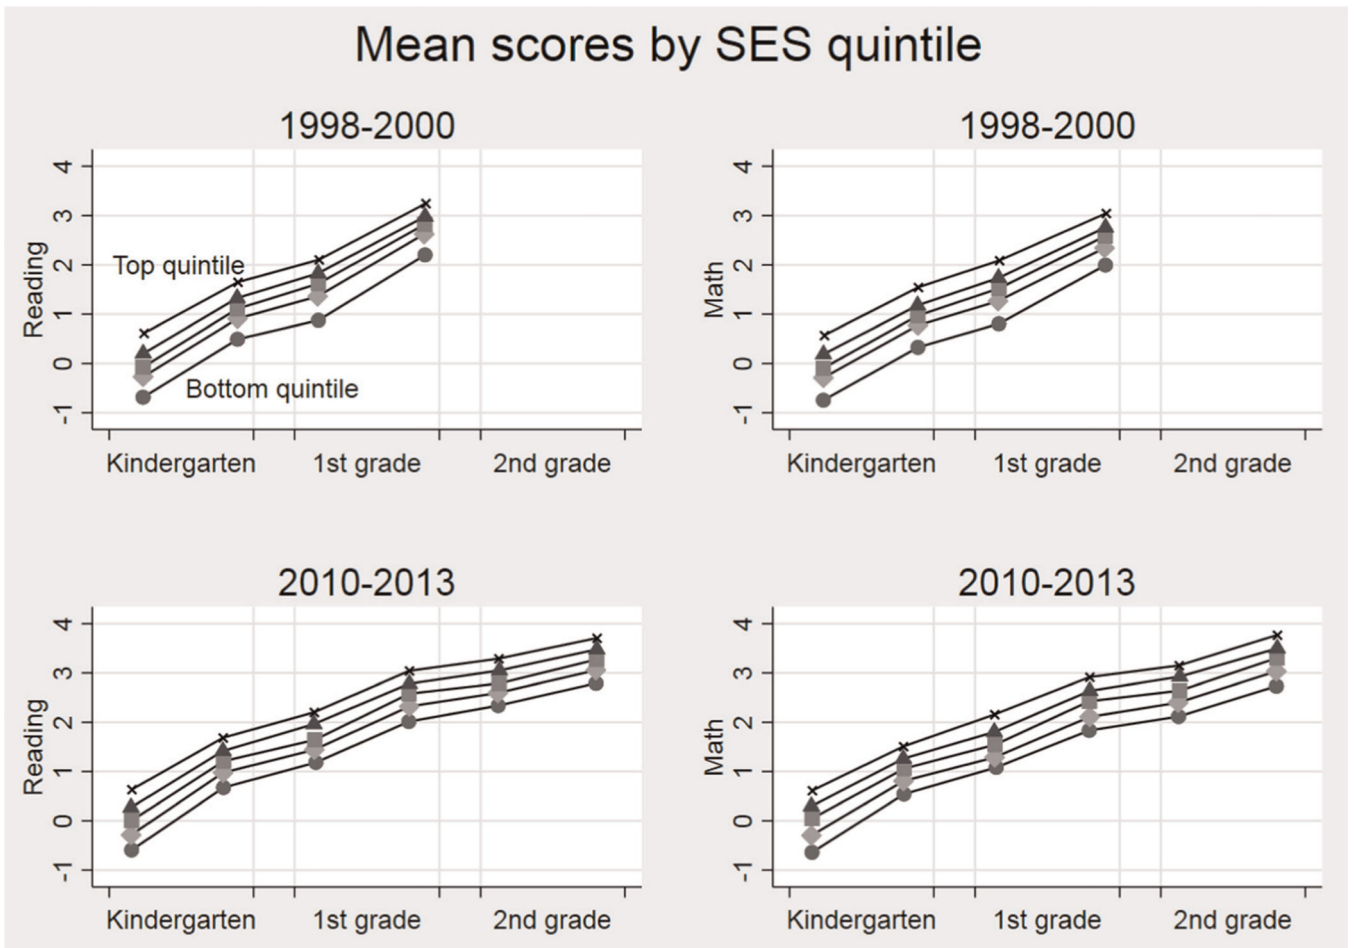 Mean scores by SES quintile
1998-2000
Reading
4
3
2
1
0
-1
Top quintile
Bottom quintile
Kindergarten 1st grade 2nd grade
1998-2000
Math
4
3
2
1
0
-1
Kindergarten 1st grade 2nd grade
2010-2013
Reading
4
3
2
1
0
-1
Kindergarten 1st grade 2nd grade
2010-2013
Math
4
3
2
1
0
-1
Kindergarten 1st grade 2nd grade